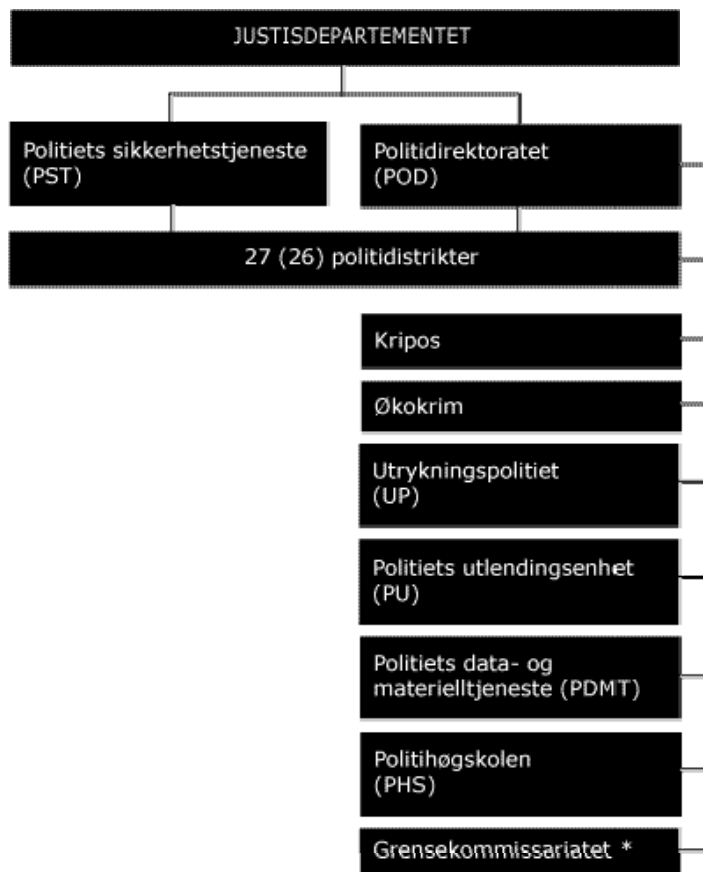 JUSTISDEPARTEMENTET
Politiets sikkerhetstjeneste
(PST)
Politidirektoratet
(POD)
27 (26) politidistrikter
Kripos
Økokrim
Utrykningspolitiet
(UP)
Politiets utlendingsenhet
(PU)
Politiets data- og
materielltjeneste (PDMT)
Politihøgskolen
(PHS)
Grensekommissariatet *